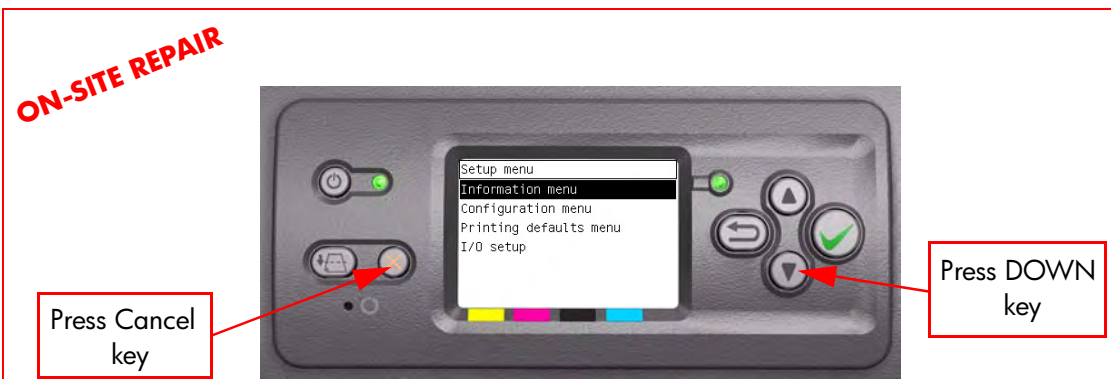 ON-SITE REPAIR
Setup menu
Information menu
Configuration menu
Printing defaults menu
I/O setup
Press Cancel
key
Press DOWN
key